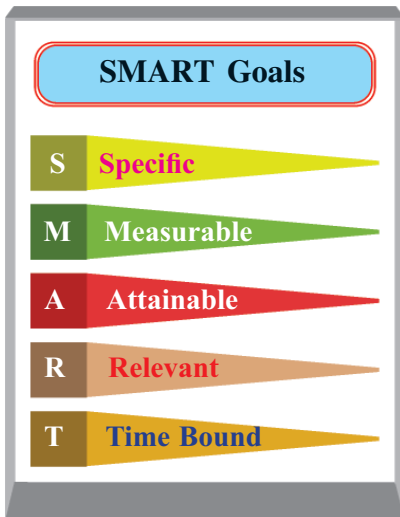 SMART Goals
S Specific
M Measurable
A Attainable
R Relevant
T Time Bound